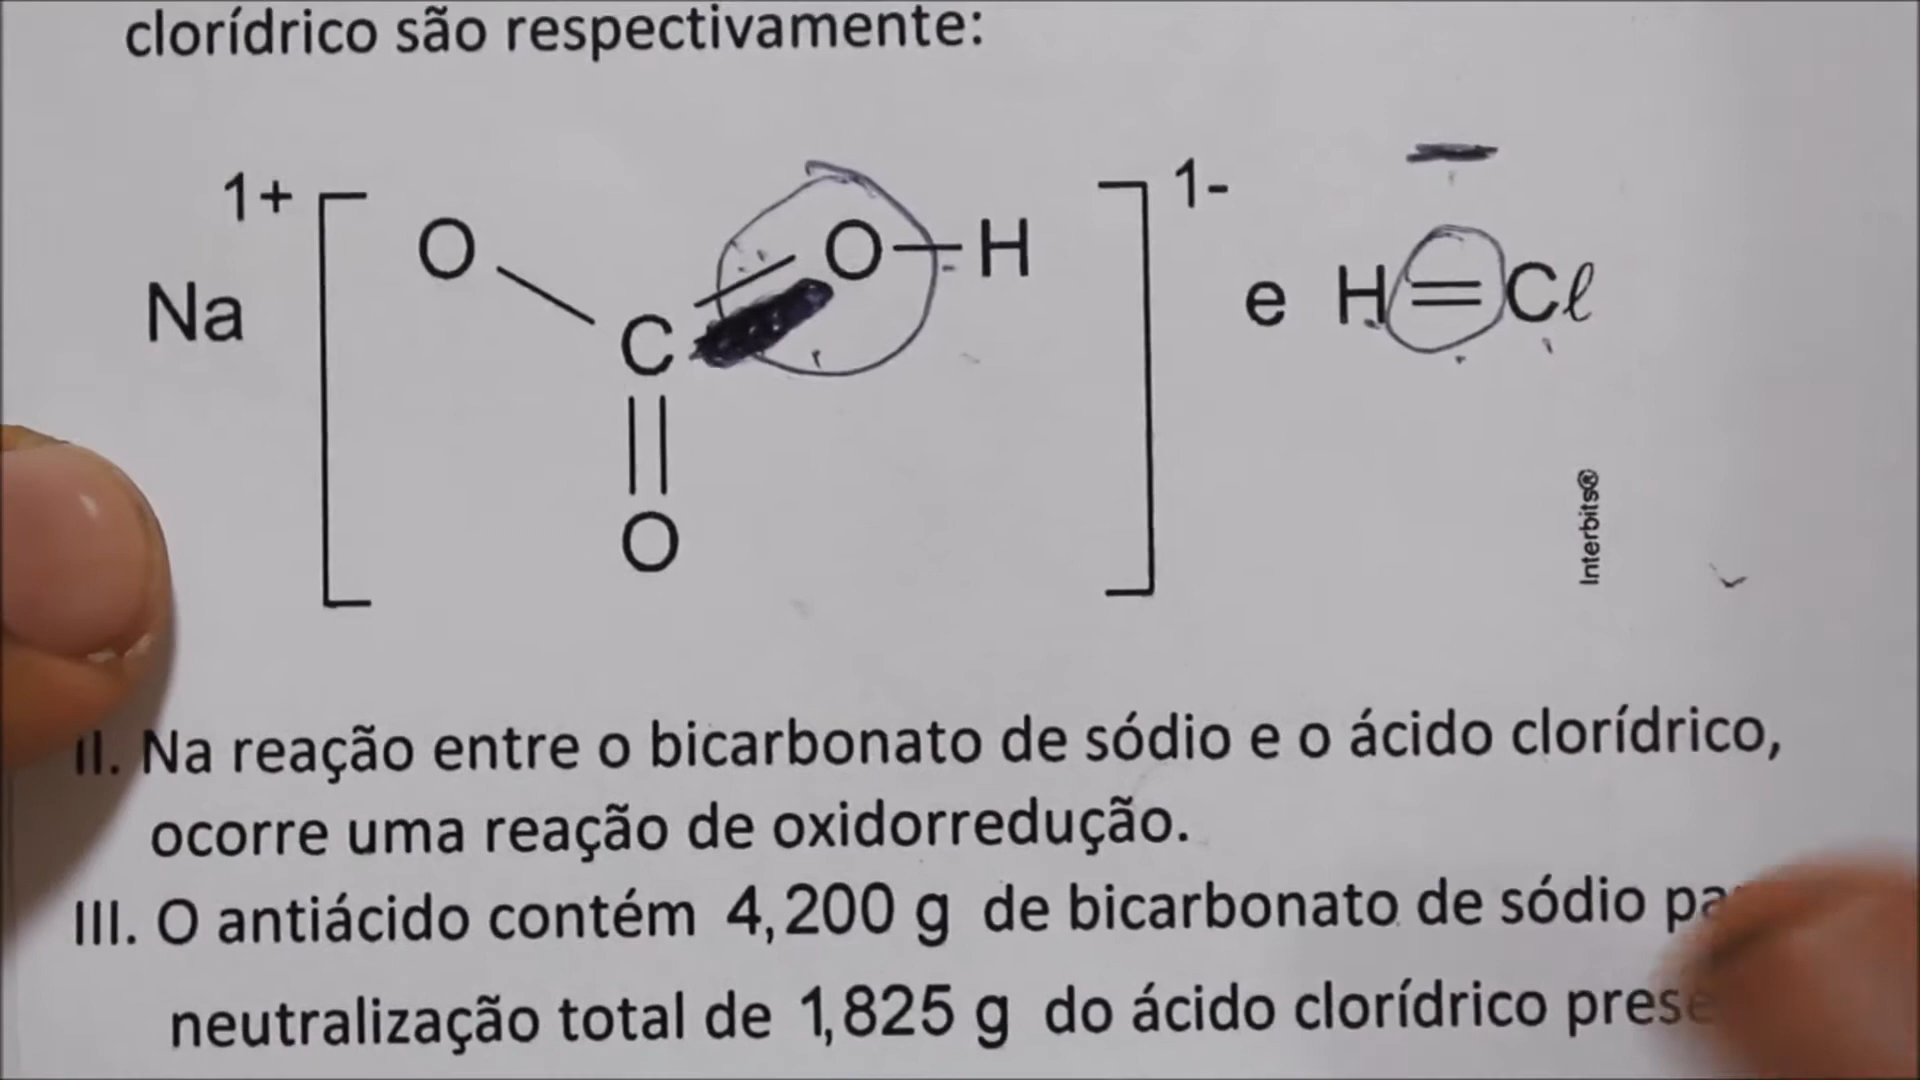 clorídrico são respectivamente:
1+ 1-
O O H
Na C e H Cℓ
O
Interbits®
II. Na reação entre o bicarbonato de sódio e o ácido clorídrico,
ocorre uma reação de oxidorredução.
III. O antiácido contém 4,200 g de bicarbonato de sódio
neutralização total de 1,825 g do ácido clorídrico